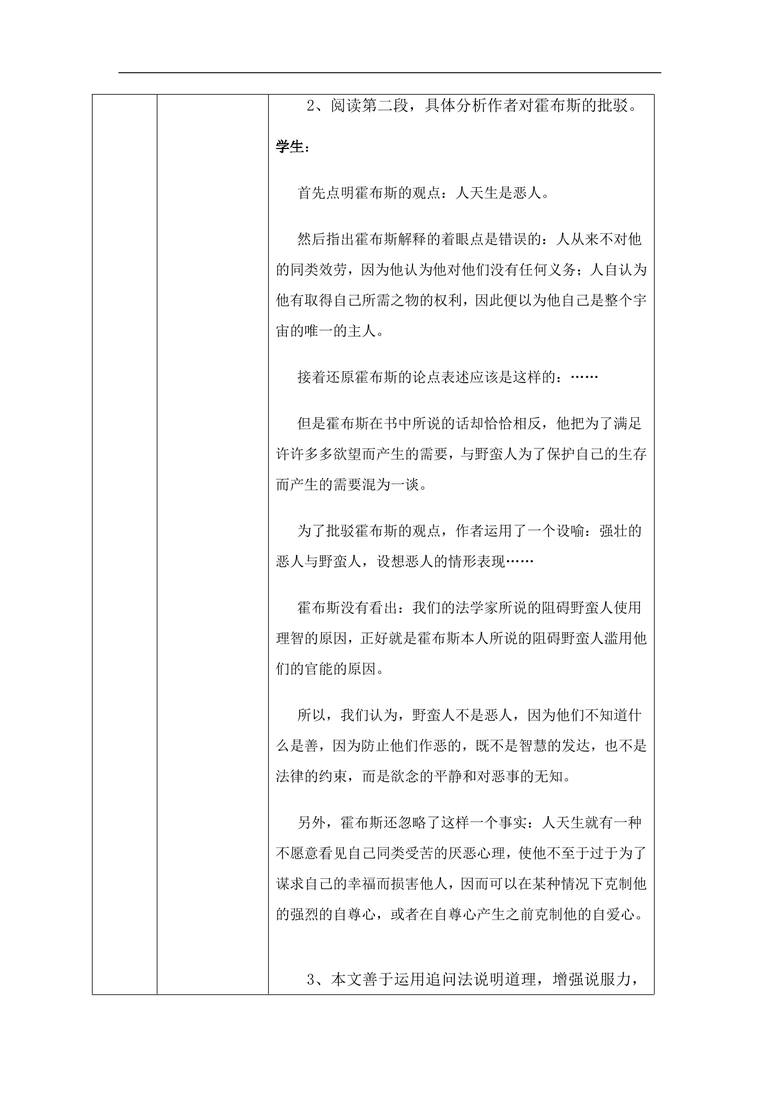 2、阅读第二段，具体分析作者对霍布斯的批驳。
学生：
首先点明霍布斯的观点：人天生是恶人。
然后指出霍布斯解释的着眼点是错误的：人从来不对他
的同类效劳，因为他认为他对他们没有任何义务；人自认为
他有取得自己所需之物的权利，因此便以为他自己是整个宇
宙的唯一的主人。
接着还原霍布斯的论点表述应该是这样的：……
但是霍布斯在书中所说的话却恰恰相反，他把为了满足
许许多多欲望而产生的需要，与野蛮人为了保护自己的生存
而产生的需要混为一谈。
为了批驳霍布斯的观点，作者运用了一个设喻：强壮的
恶人与野蛮人，设想恶人的情形表现……
霍布斯没有看出：我们的法学家所说的阻碍野蛮人使用
理智的原因，正好就是霍布斯本人所说的阻碍野蛮人滥用他
们的官能的原因。
所以，我们认为，野蛮人不是恶人，因为他们不知道什
么是善，因为防止他们作恶的，既不是智慧的发达，也不是
法律的约束，而是欲念的平静和对恶事的无知。
另外，霍布斯还忽略了这样一个事实：人天生就有一种
不愿意看见自己同类受苦的厌恶心理，使他不至于过于为了
谋求自己的幸福而损害他人，因而可以在某种情况下克制他
的强烈的自尊心，或者在自尊心产生之前克制他的自爱心。
3、本文善于运用追问法说明道理，增强说服力，